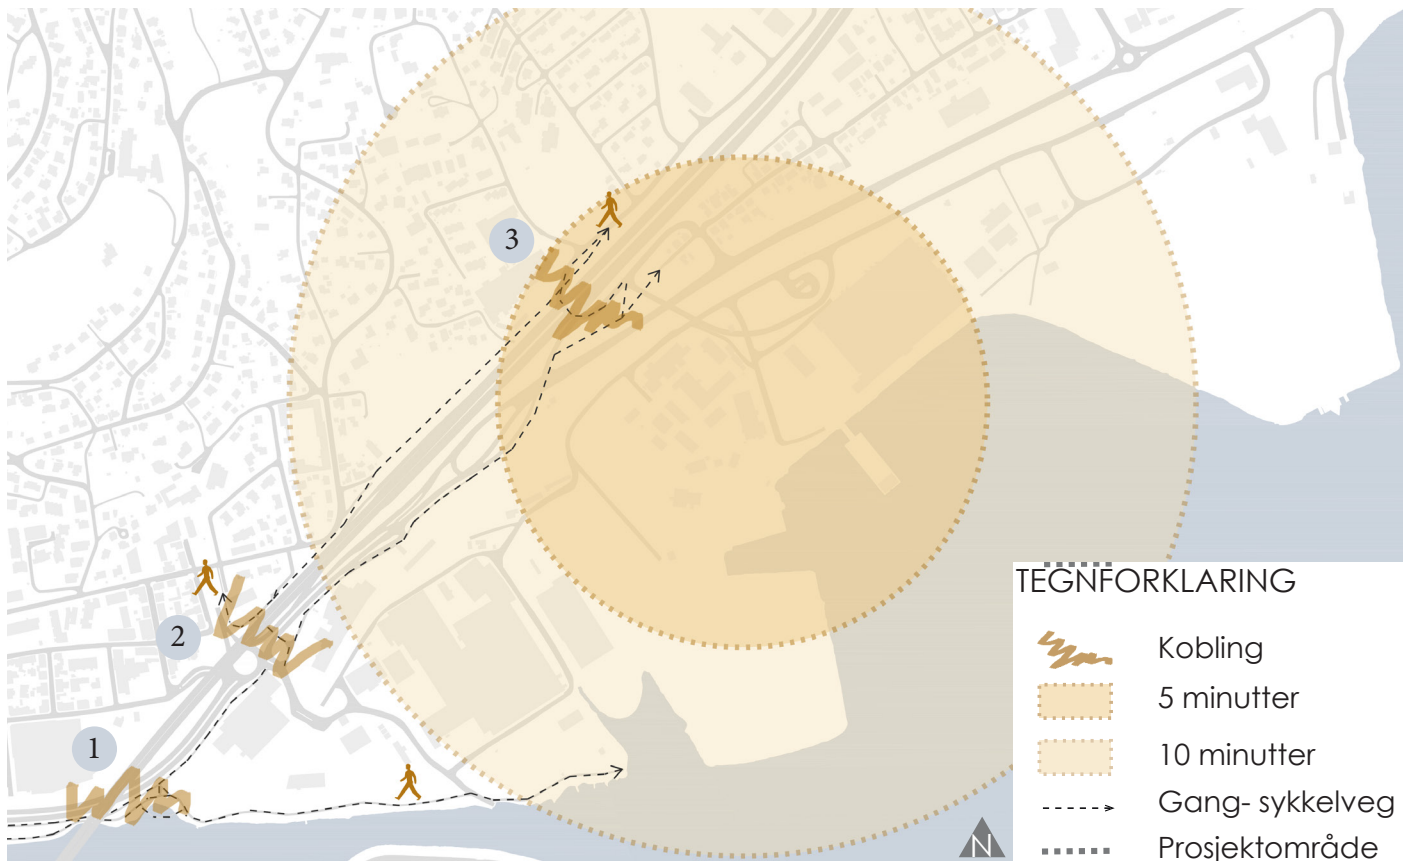 3
2
1
N
TEGNFORKLARING
Kobling
5 minutter
10 minutter
Gang- sykkelveg
Prosjektområde